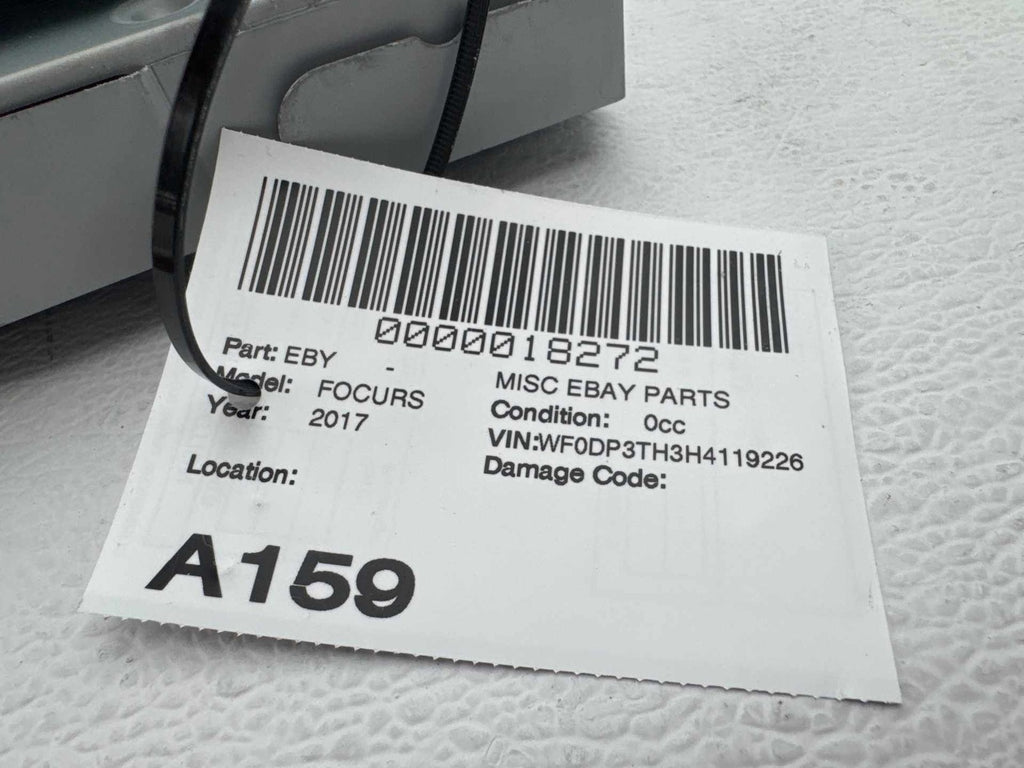 0000018272
Part: EBY -
MISC EBAY PARTS
Model: FOCURS
Condition: 0cc
Year: 2017
VIN:WF0DP3TH3H4119226
Location:
Damage Code:
A159